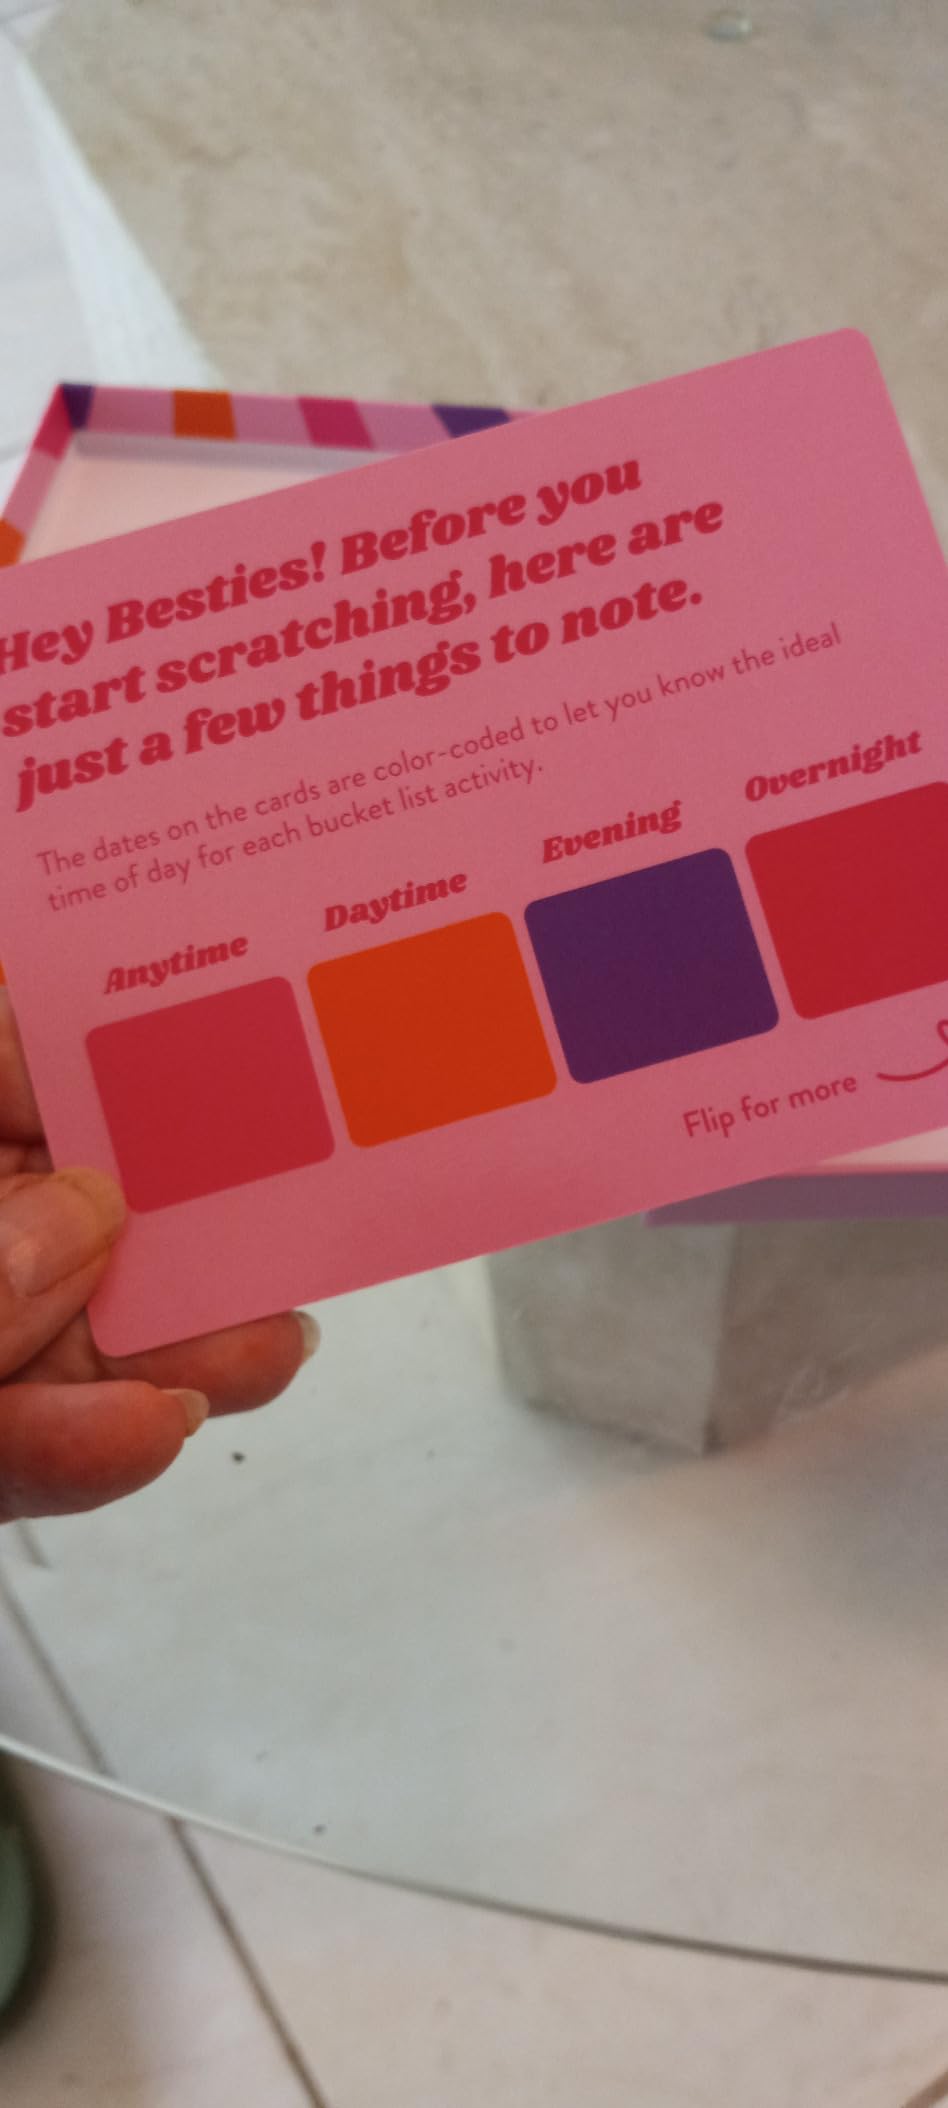 Hey Besties! Before you
start scratching, here are
just a few things to note.
The dates on the cards are color-coded to let you know the ideal
time of day for each bucket list activity.
Anytime
Daytime
Evening
Overnight
Flip for more